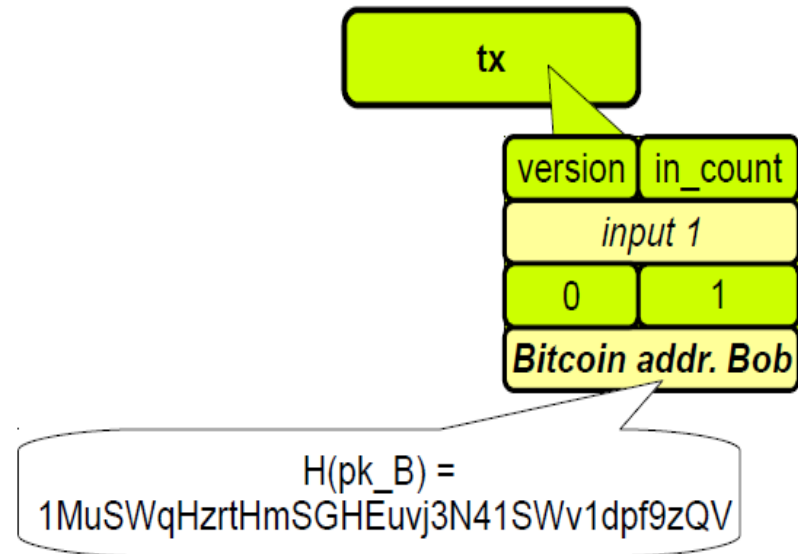 tx
version in_count
input 1
0 1
Bitcoin addr. Bob
H(pk_B) =
1MuSWqHzrtHmSGHEuvj3N41SWv1dpf9zQV